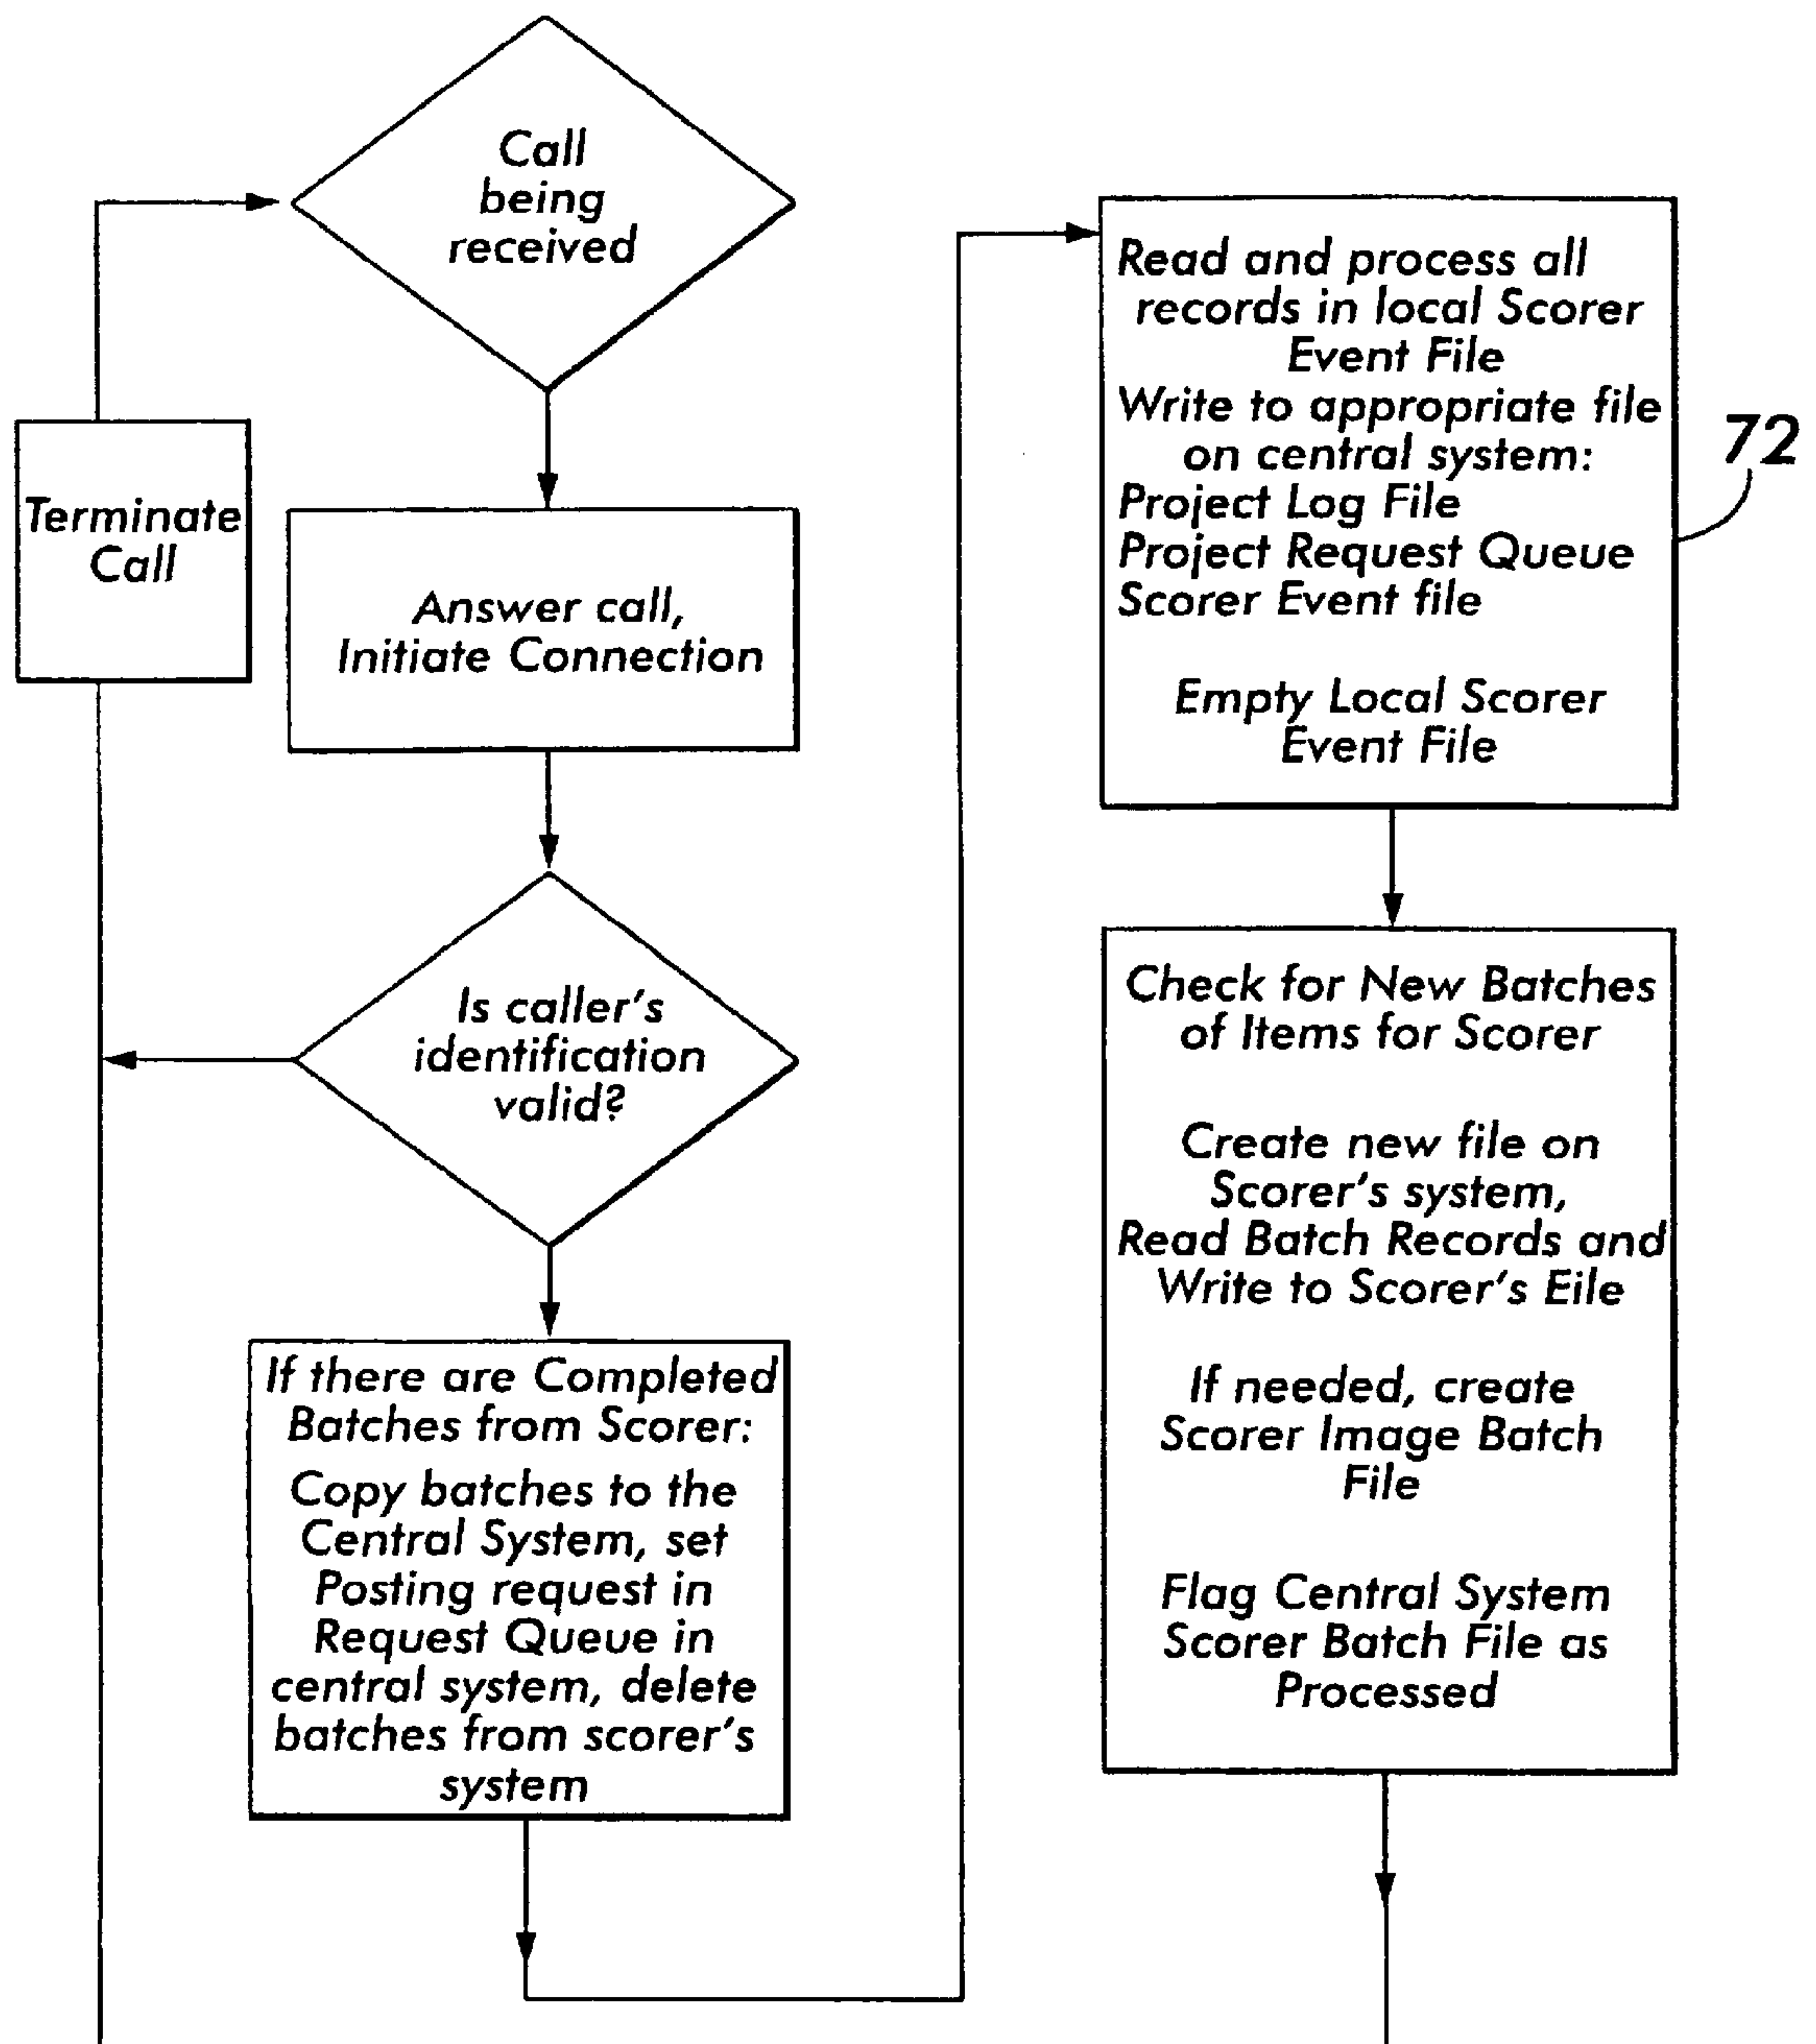 Call
being
received
Terminate
Call
Answer call,
Initiate Connection
Is caller's
identification
valid?
If there are Completed
Batches from Scorer:
Copy batches to the
Central System, set
Posting request in
Request Queue in
central system, delete
batches from scorer's
system
Read and process all
records in local Scorer
Event File
Write to appropriate file
on central system:
Project Log File
Project Request Queue
Scorer Event file
Empty Local Scorer
Event File
72
Check for New Batches
of Items for Scorer
Create new file on
Scorer's system,
Read Batch Records and
Write to Scorer's Eile
If needed, create
Scorer Image Batch
File
Flag Central System
Scorer Batch File as
Processed